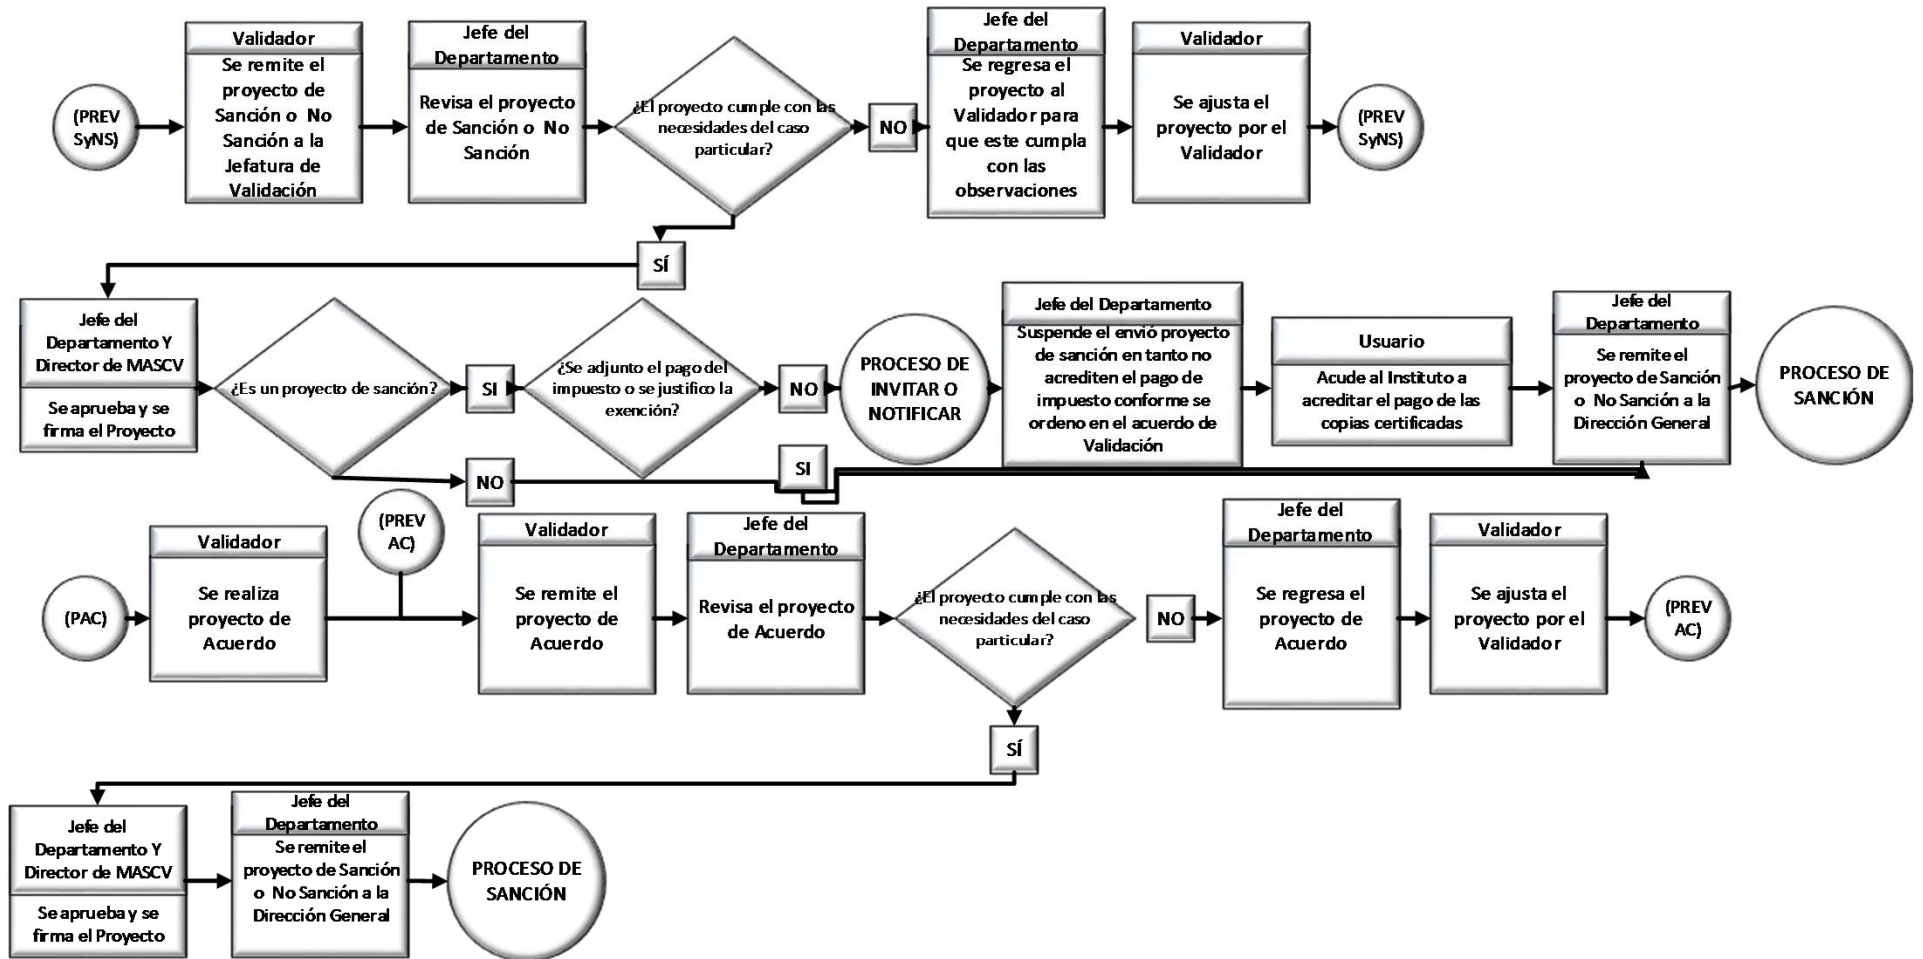 (PREV
SyNS)
Validador
Se remite el
proyecto de
Sanción o No
Sanción a la
Jefatura de
Validación
Jefe del
Departamento
Revisa el proyecto
de Sanción o No
Sanción
¿El proyecto cumple con las
necesidades del caso
particular?
NO
Jefe del
Departamento
Se regresa el
proyecto al
Validador para
que este cumpla
con las
observaciones
Validador
Se ajusta el
proyecto por el
Validador
(PREV
SyNS)
SÍ
Jefe del
Departamento Y
Director de MASCV
Se aprueba y se
firma el Proyecto
¿Es un proyecto de sanción?
SI
¿Se adjunto el pago del
impuesto o se justifico la
exención?
NO
PROCESO DE
INVITAR O
NOTIFICAR
Jefe del Departamento
Suspende el envió proyecto
de sanción en tanto no
acrediten el pago de
impuesto conforme se
ordeno en el acuerdo de
Validación
Usuario
Acude al Instituto a
acreditar el pago de las
copias certificadas
Jefe del
Departamento
Se remite el
proyecto de Sanción
o No Sanción a la
Dirección General
PROCESO DE
SANCIÓN
NO
SI
(PAC)
Validador
Se realiza
proyecto de
Acuerdo
(PREV
AC)
Validador
Se remite el
proyecto de
Acuerdo
Jefe del
Departamento
Revisa el proyecto
de Acuerdo
¿El proyecto cumple con las
necesidades del caso
particular?
NO
Jefe del
Departamento
Se regresa el
proyecto de
Acuerdo
Validador
Se ajusta el
proyecto por el
Validador
(PREV
AC)
SÍ
Jefe del
Departamento Y
Director de MASCV
Se aprueba y se
firma el Proyecto
Jefe del
Departamento
Se remite el
proyecto de Sanción
o No Sanción a la
Dirección General
PROCESO DE
SANCIÓN